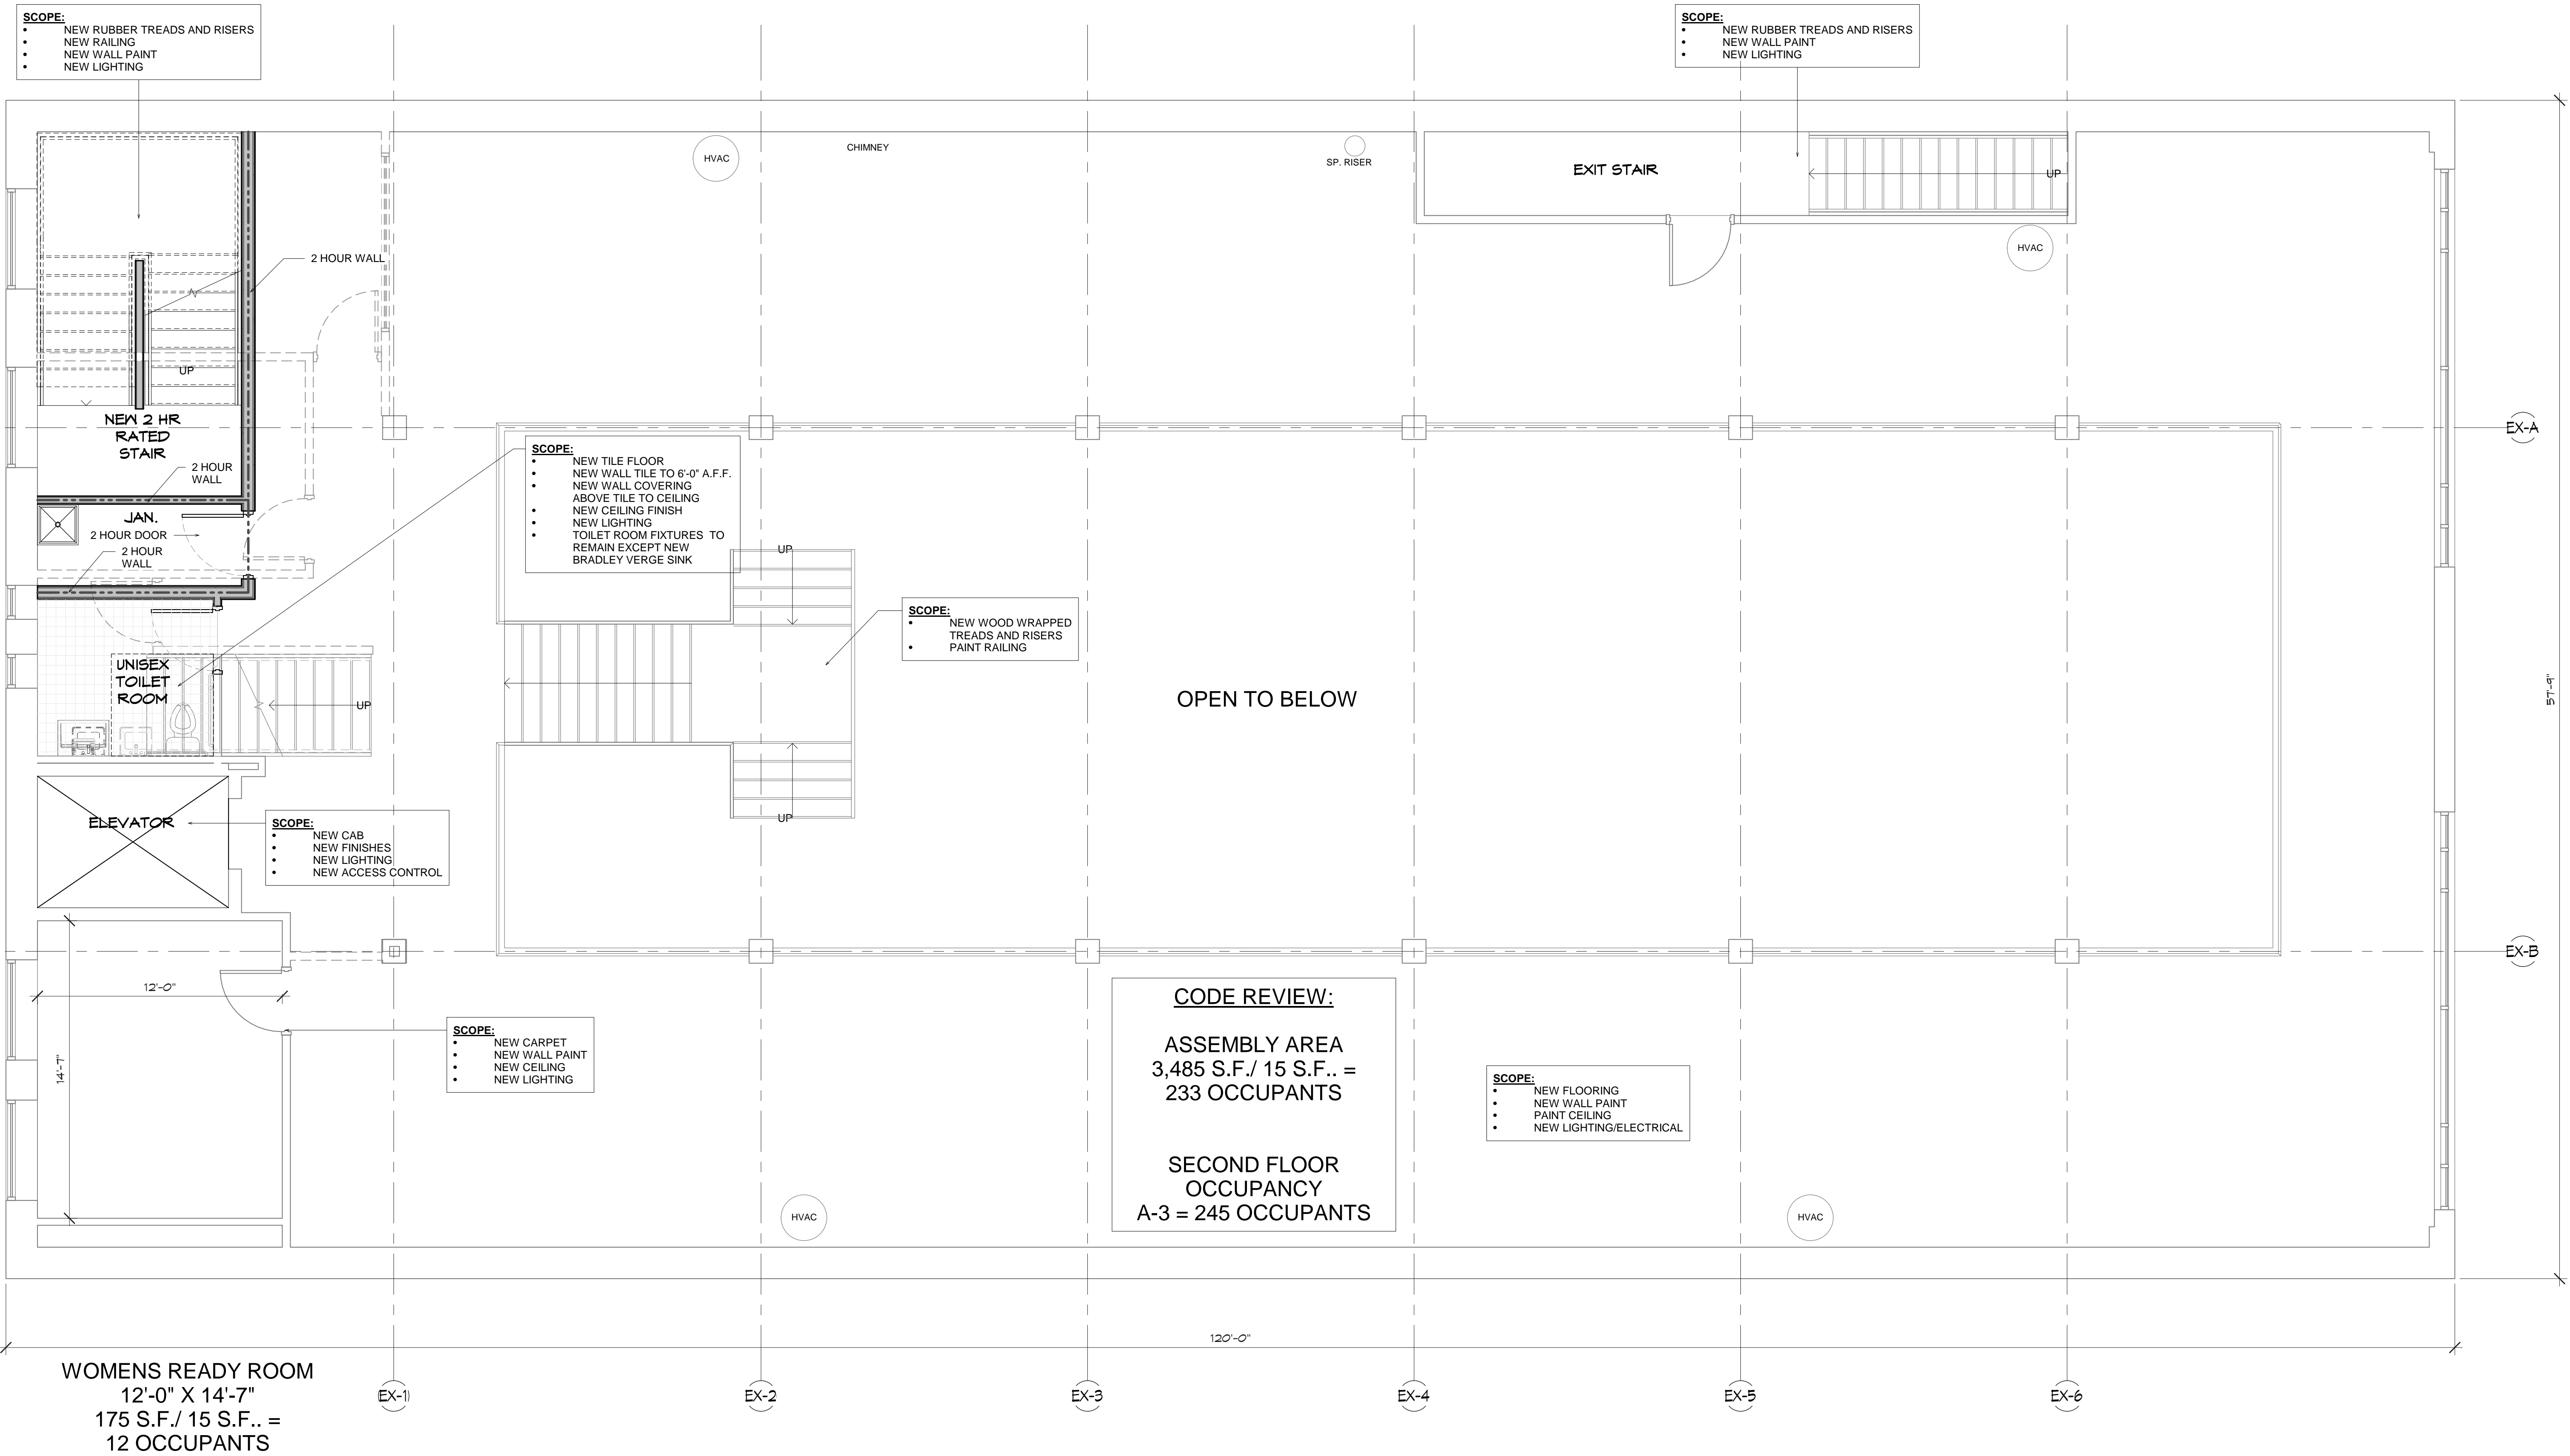 SCOPE:
• NEW RUBBER TREADS AND RISERS
• NEW RAILING
• NEW WALL PAINT
• NEW LIGHTING
SCOPE:
• NEW RUBBER TREADS AND RISERS
• NEW WALL PAINT
• NEW LIGHTING
HVAC
CHIMNEY
SP. RISER
EXIT STAIR
UP
HVAC
2 HOUR WALL
UP
NEW 2 HR
RATED
STAIR
2 HOUR
WALL
JAN.
2 HOUR DOOR
2 HOUR
WALL
EX-A
SCOPE:
• NEW TILE FLOOR
• NEW WALL TILE TO 6'-0" A.F.F.
• NEW WALL COVERING
ABOVE TILE TO CEILING
• NEW CEILING FINISH
• NEW LIGHTING
• TOILET ROOM FIXTURES TO
REMAIN EXCEPT NEW
BRADLEY VERGE SINK
UP
SCOPE:
• NEW WOOD WRAPPED
TREADS AND RISERS
• PAINT RAILING
UNISEX
TOILET
ROOM
UP
OPEN TO BELOW
57'-9"
UP
ELEVATOR
SCOPE:
• NEW CAB
• NEW FINISHES
• NEW LIGHTING
• NEW ACCESS CONTROL
EX-B
12'-0"
14'-7"
SCOPE:
• NEW CARPET
• NEW WALL PAINT
• NEW CEILING
• NEW LIGHTING
CODE REVIEW:
ASSEMBLY AREA
3,485 S.F./ 15 S.F.. =
233 OCCUPANTS
SECOND FLOOR
OCCUPANCY
A-3 = 245 OCCUPANTS
SCOPE:
• NEW FLOORING
• NEW WALL PAINT
• PAINT CEILING
• NEW LIGHTING/ELECTRICAL
HVAC
HVAC
120'-0"
WOMENS READY ROOM
12'-0" X 14'-7"
175 S.F./ 15 S.F.. =
12 OCCUPANTS
EX-1
EX-2
EX-3
EX-4
EX-5
EX-6